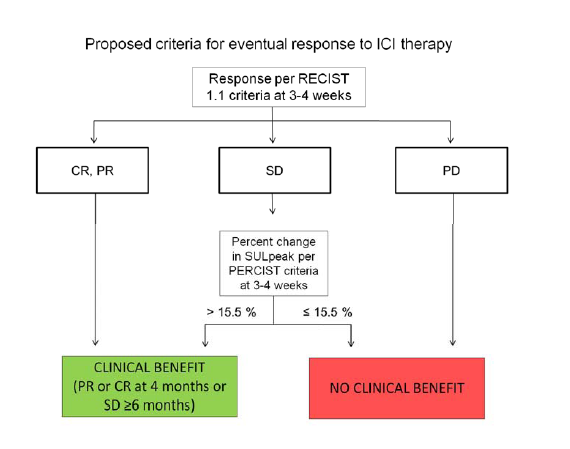 Proposed criteria for eventual response to ICI therapy
Response per RECIST
1.1 criteria at 3-4 weeks
CR, PR
SD
PD
Percent change
in SULpeak per
PERCIST criteria
at 3-4 weeks
> 15.5 %
≤ 15.5 %
CLINICAL BENEFIT
(PR or CR at 4 months or
SD ≥6 months)
NO CLINICAL BENEFIT